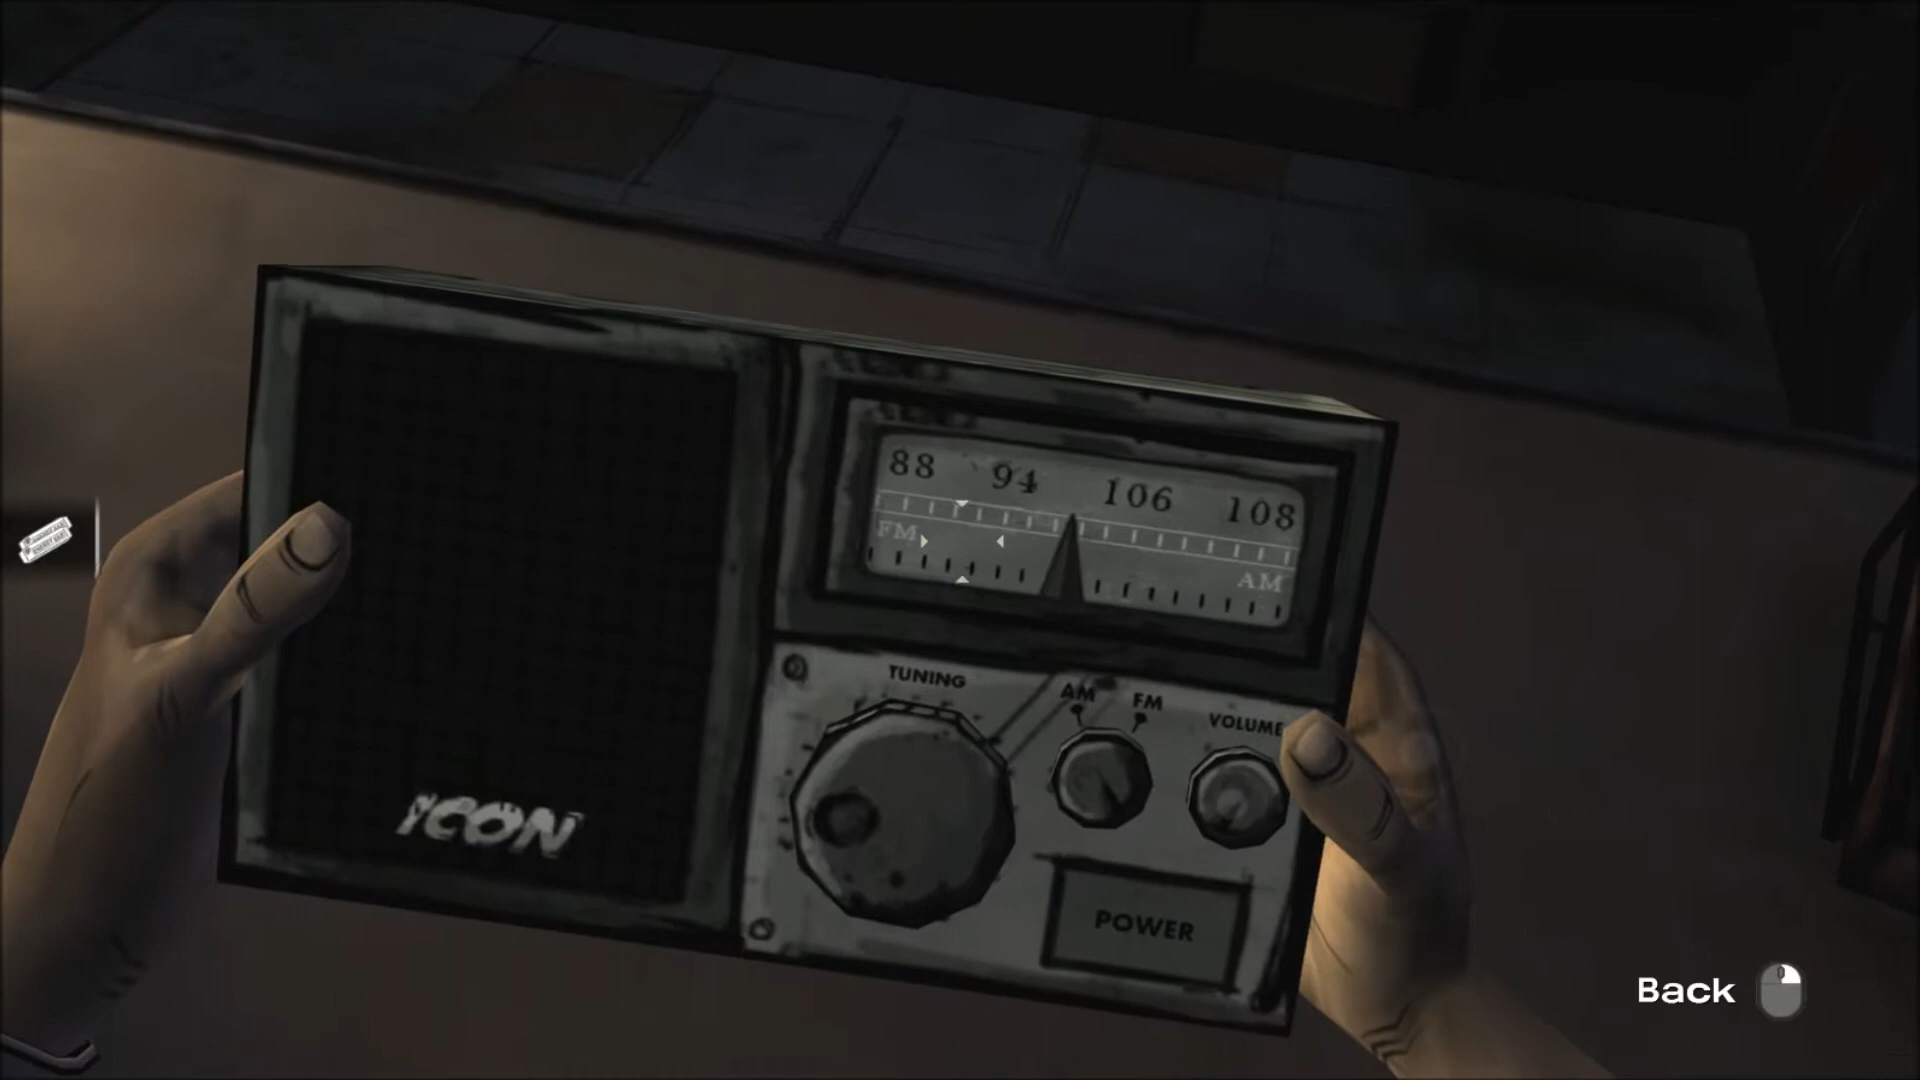 88 94 106 108
FM
AM
TUNING
AM FM
VOLUME
ICON
POWER
Back